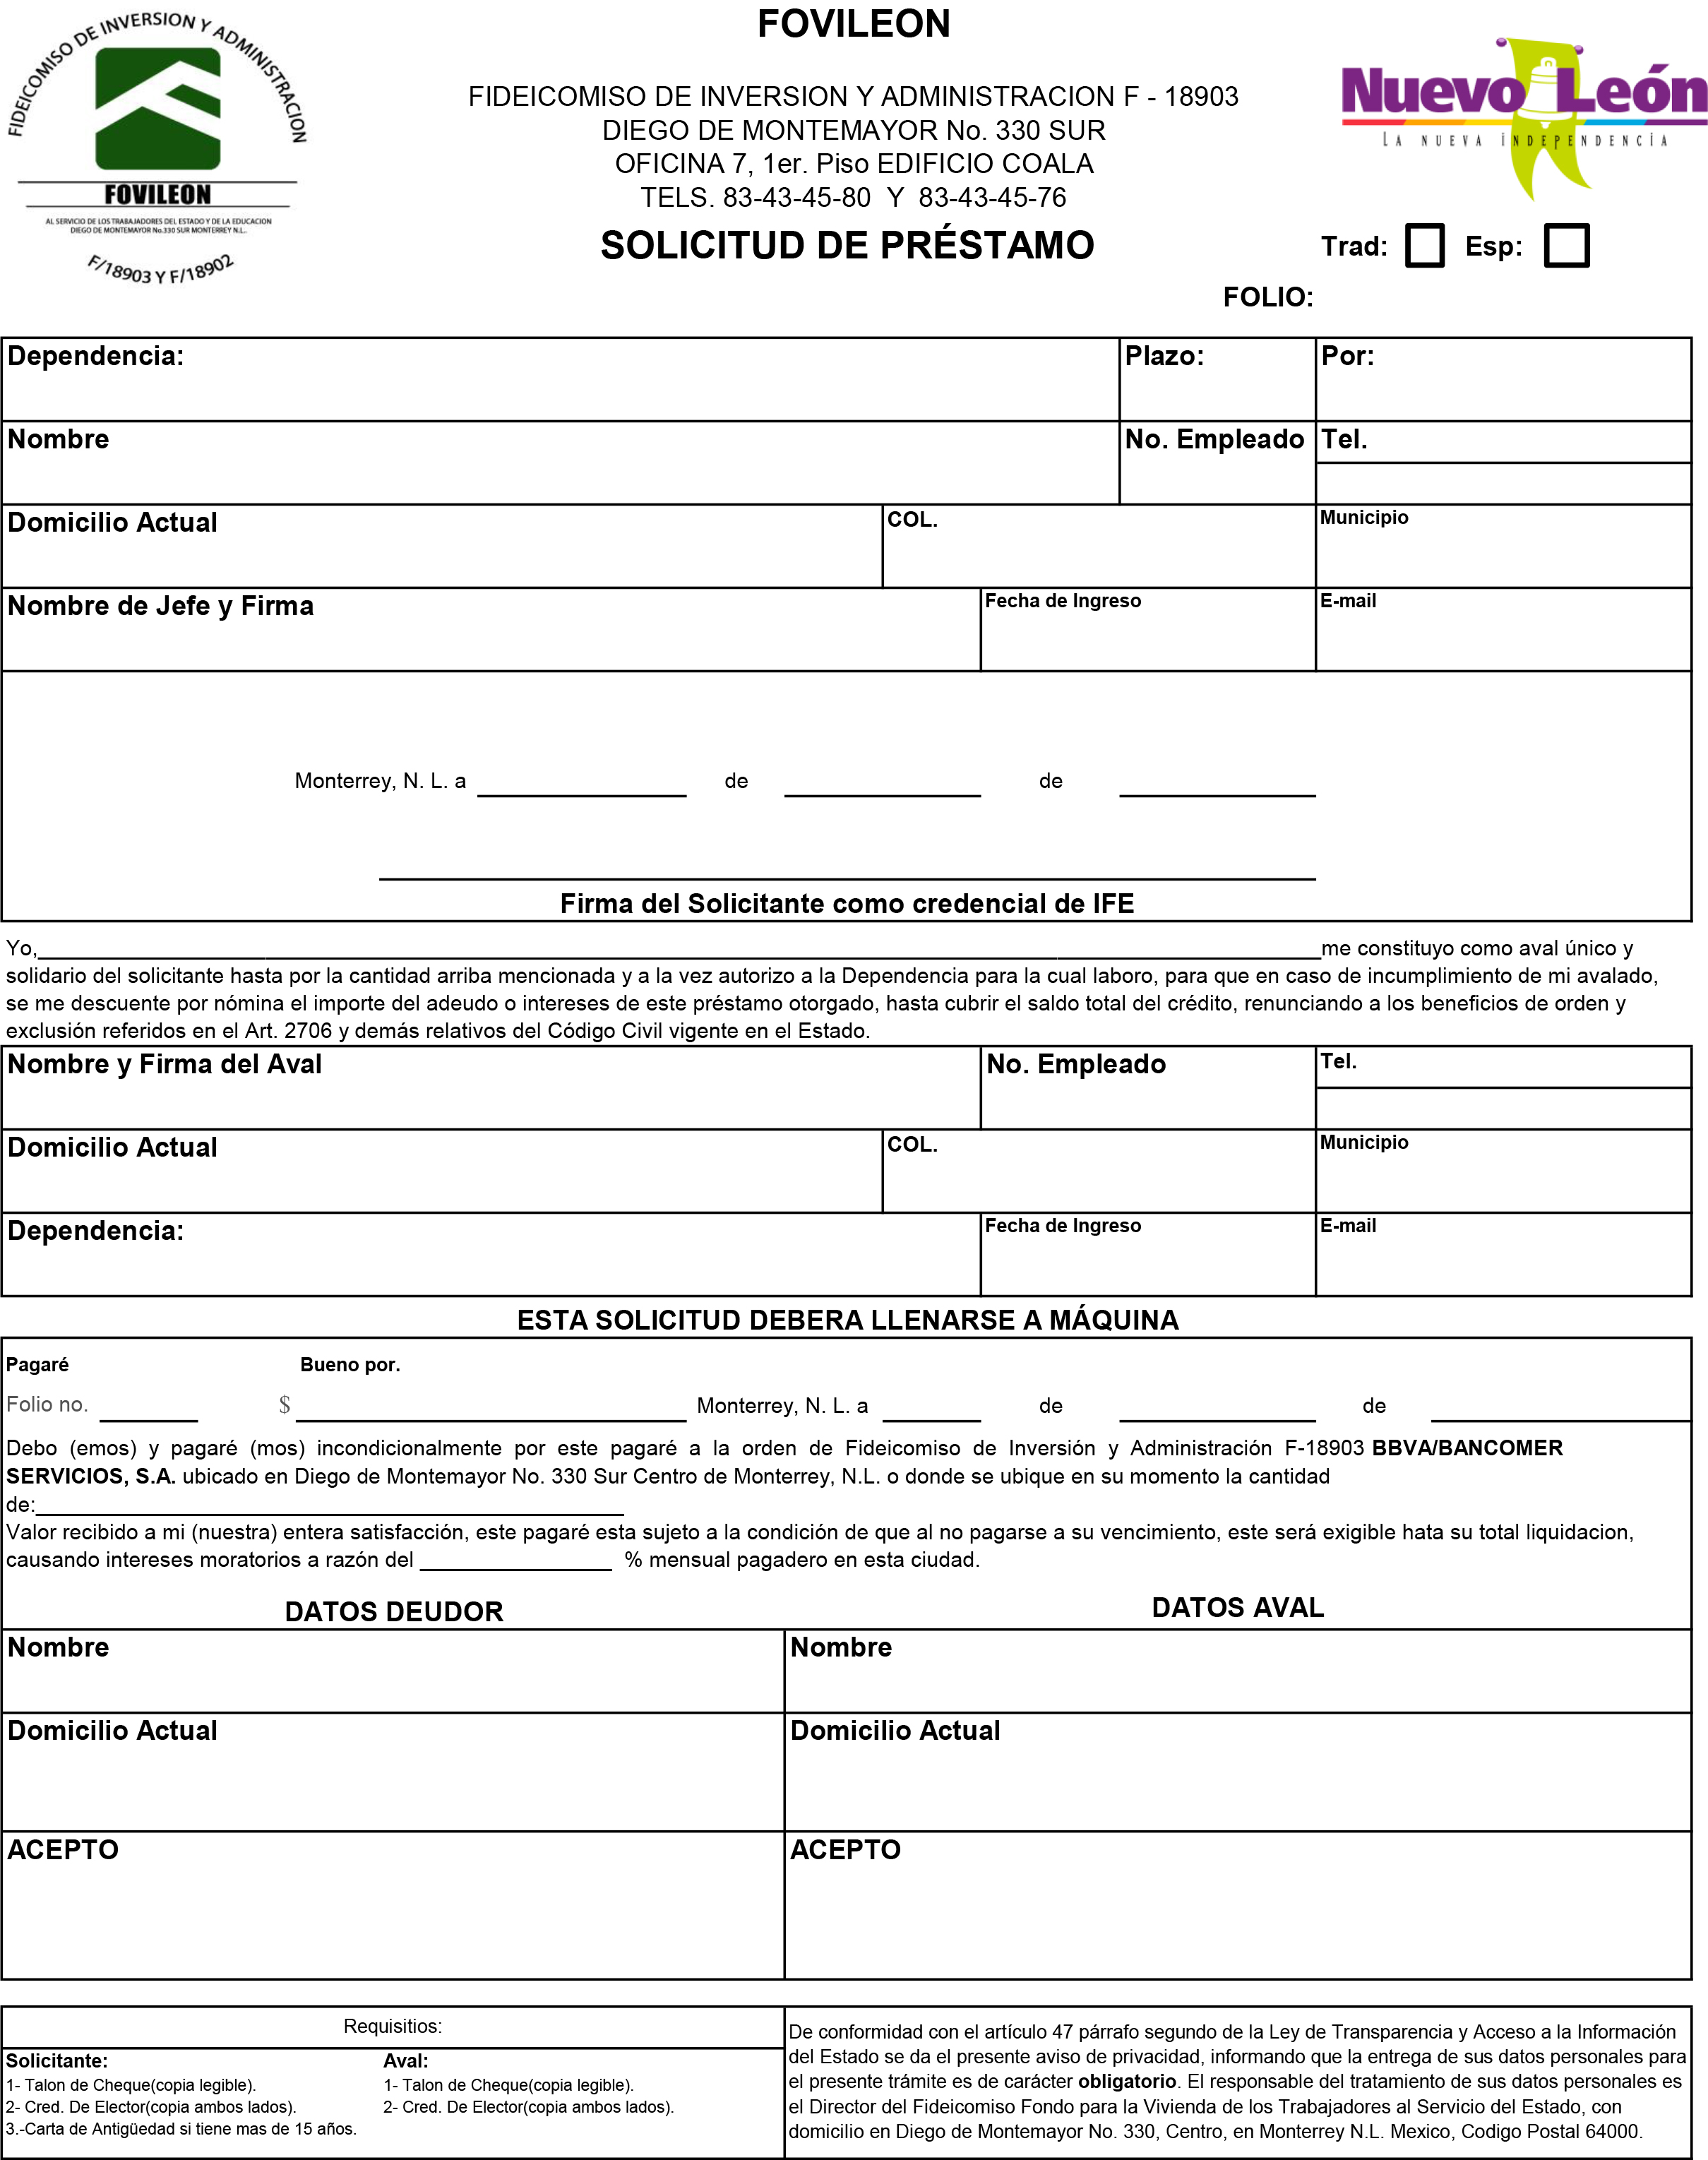 FIDEICOMISO DE INVERSION Y ADMINISTRACION
FOVILEON
AL SERVICIO DE LOS TRABAJADORES DEL ESTADO Y DE LA EDUCACION
DIEGO DE MONTEMAYOR No.330 SUR MONTERREY N.L.
F/18903 Y F/18902
FOVILEON
FIDEICOMISO DE INVERSION Y ADMINISTRACION F - 18903
DIEGO DE MONTEMAYOR No. 330 SUR
OFICINA 7, 1er. Piso EDIFICIO COALA
TELS. 83-43-45-80 Y 83-43-45-76
SOLICITUD DE PRÉSTAMO
Nuevo León
LA NUEVA INDEPENDENCIA
Trad: Esp:
FOLIO:
Dependencia: Plazo: Por:
Nombre No. Empleado Tel.
Domicilio Actual COL. Municipio
Nombre de Jefe y Firma Fecha de Ingreso E-mail
Monterrey, N. L. a ____ de ____ de ____
Firma del Solicitante como credencial de IFE
Yo,____me constituyo como aval único y
solidario del solicitante hasta por la cantidad arriba mencionada y a la vez autorizo a la Dependencia para la cual laboro, para que en caso de incumplimiento de mi avalado,
se me descuente por nómina el importe del adeudo o intereses de este préstamo otorgado, hasta cubrir el saldo total del crédito, renunciando a los beneficios de orden y
exclusión referidos en el Art. 2706 y demás relativos del Código Civil vigente en el Estado.
Nombre y Firma del Aval No. Empleado Tel.
Domicilio Actual COL. Municipio
Dependencia: Fecha de Ingreso E-mail
ESTA SOLICITUD DEBERA LLENARSE A MÁQUINA
Pagaré Bueno por.
Folio no. ____ $ ____ Monterrey, N. L. a ____ de ____ de ____
Debo (emos) y pagaré (mos) incondicionalmente por este pagaré a la orden de Fideicomiso de Inversión y Administración F-18903 BBVA/BANCOMER
SERVICIOS, S.A. ubicado en Diego de Montemayor No. 330 Sur Centro de Monterrey, N.L. o donde se ubique en su momento la cantidad
de:____
Valor recibido a mi (nuestra) entera satisfacción, este pagaré esta sujeto a la condición de que al no pagarse a su vencimiento, este será exigible hata su total liquidacion,
causando intereses moratorios a razón del ____ % mensual pagadero en esta ciudad.
DATOS DEUDOR DATOS AVAL
Nombre Nombre
Domicilio Actual Domicilio Actual
ACEPTO ACEPTO
Requisitios:
Solicitante: Aval:
1- Talon de Cheque(copia legible). 1- Talon de Cheque(copia legible).
2- Cred. De Elector(copia ambos lados). 2- Cred. De Elector(copia ambos lados).
3.-Carta de Antigüedad si tiene mas de 15 años.
De conformidad con el artículo 47 párrafo segundo de la Ley de Transparencia y Acceso a la Información
del Estado se da el presente aviso de privacidad, informando que la entrega de sus datos personales para
el presente trámite es de carácter obligatorio. El responsable del tratamiento de sus datos personales es
el Director del Fideicomiso Fondo para la Vivienda de los Trabajadores al Servicio del Estado, con
domicilio en Diego de Montemayor No. 330, Centro, en Monterrey N.L. Mexico, Codigo Postal 64000.